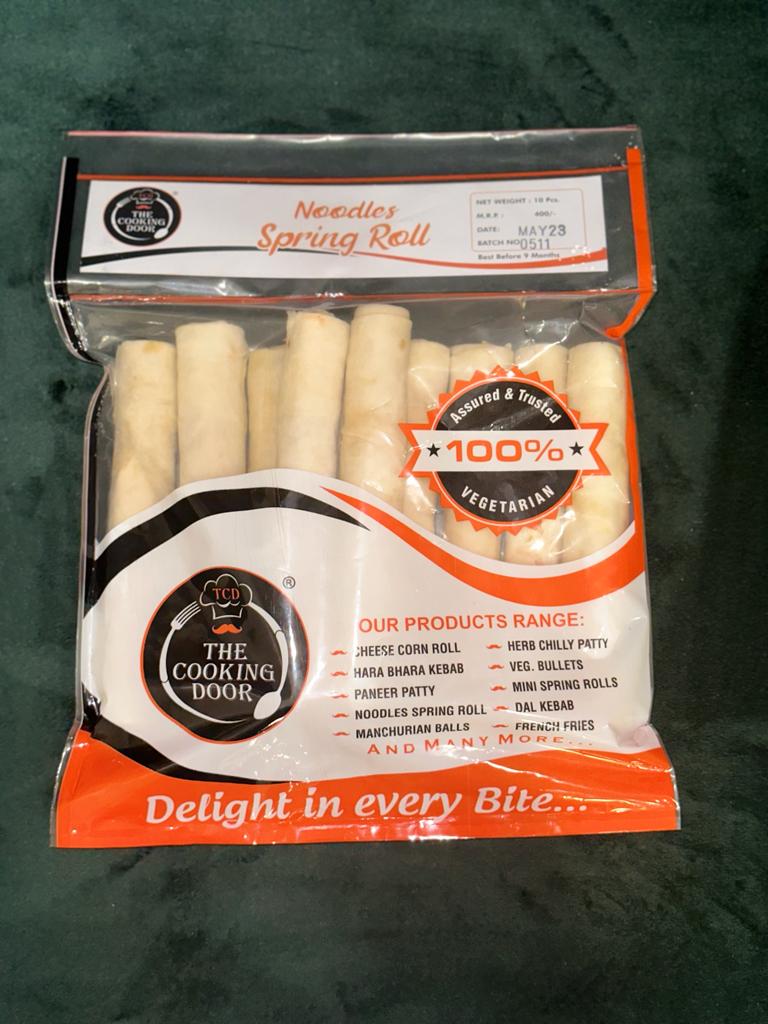 TCD
THE
COOKING
DOOR
Noodles
Spring Roll
NET WEIGHT : 10 Pcs.
M.R.P. : 400/-
DATE: MAY23
BATCH NO 0511
Best Before 9 Months
Assured & Trusted
100%
VEGETARIAN
®
TCD
THE
COOKING
DOOR
OUR PRODUCTS RANGE:
CHEESE CORN ROLL
HARA BHARA KEBAB
PANEER PATTY
NOODLES SPRING ROLL
MANCHURIAN BALLS
HERB CHILLY PATTY
VEG. BULLETS
MINI SPRING ROLLS
DAL KEBAB
FRENCH FRIES
AND MANY MORE...
Delight in every Bite...